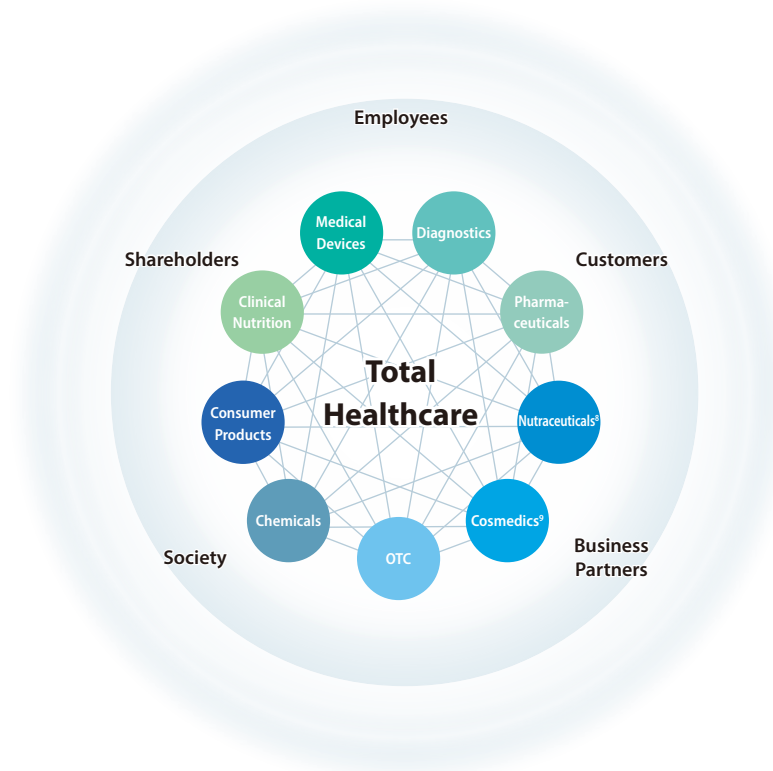 Employees
Medical
Devices
Diagnostics
Shareholders
Customers
Clinical
Nutrition
Pharma-
ceuticals
Total
Healthcare
Consumer
Products
Nutraceuticals⁸
Chemicals
Cosmedics⁹
OTC
Society
Business
Partners